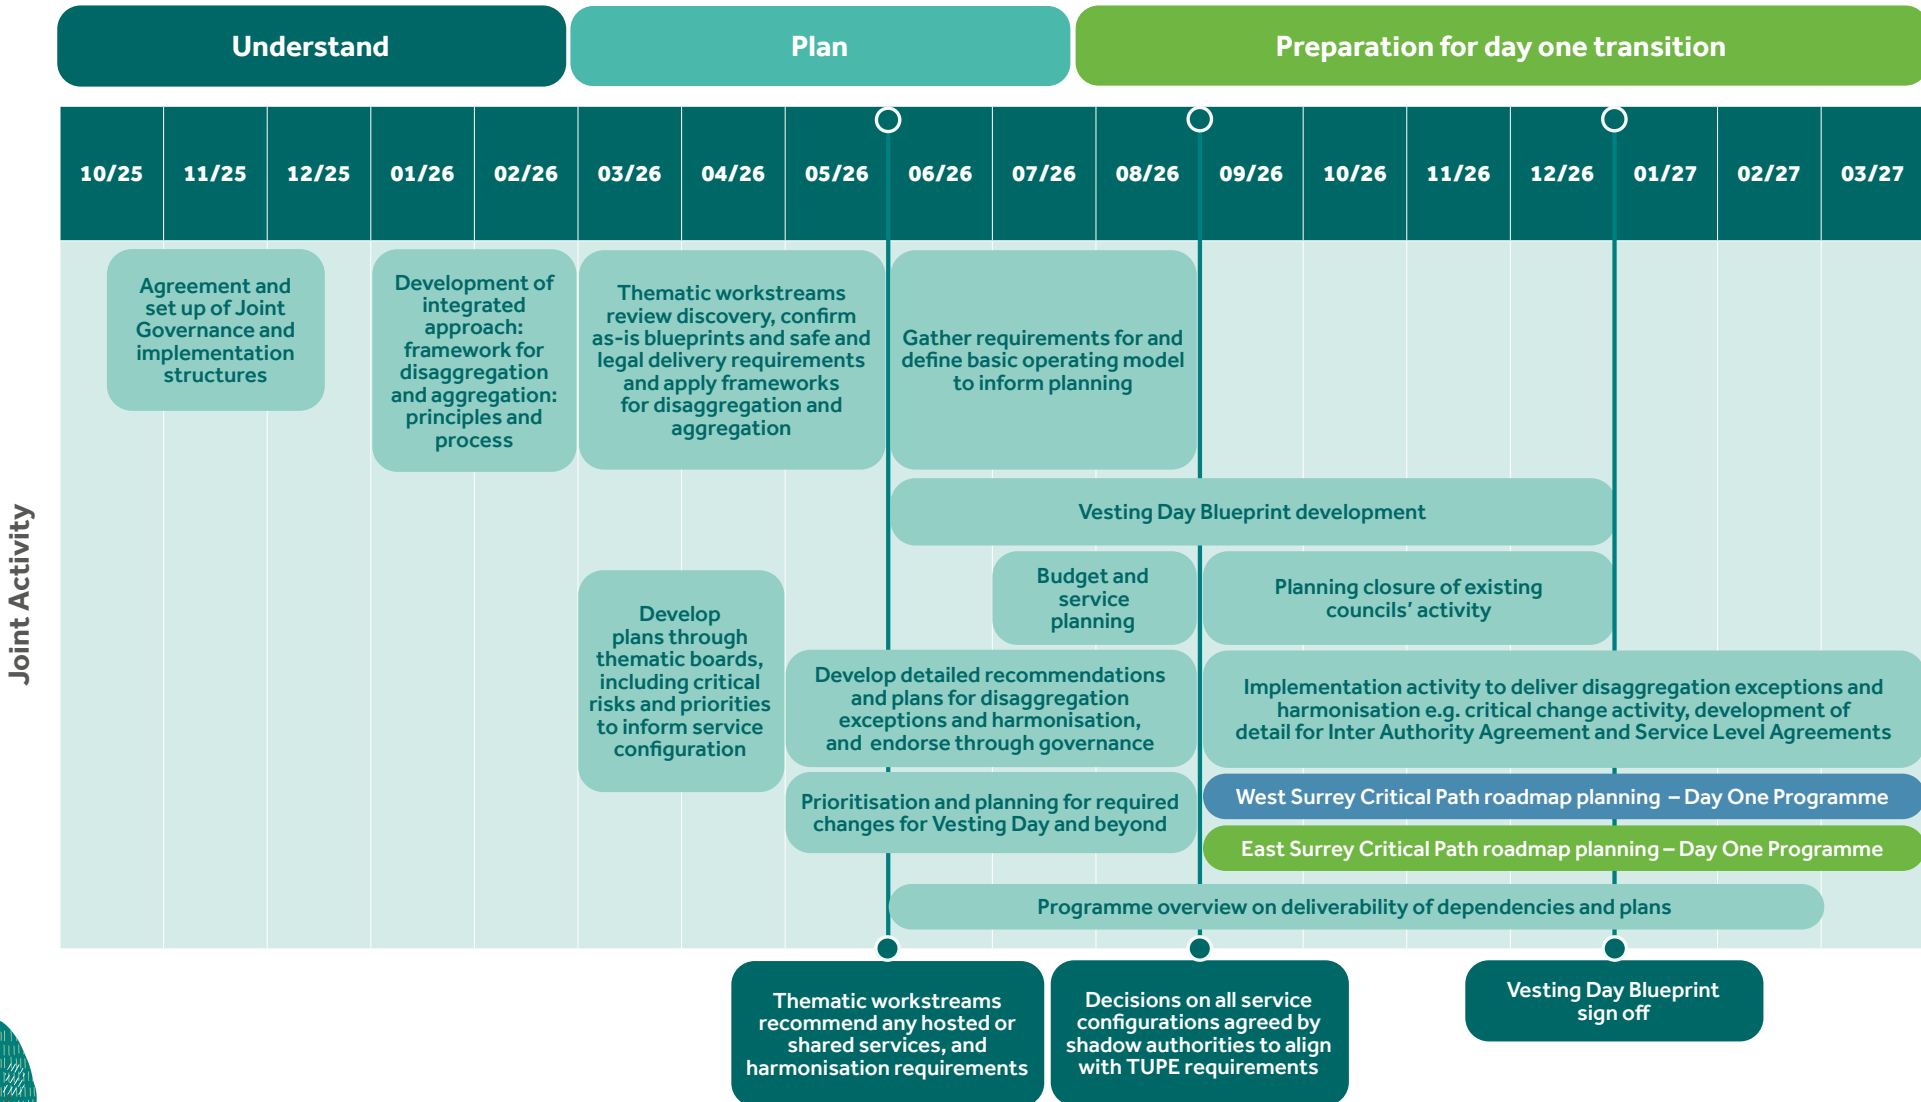 Understand
Plan
Preparation for day one transition
10/25
11/25
12/25
01/26
02/26
03/26
04/26
05/26
06/26
07/26
08/26
09/26
10/26
11/26
12/26
01/27
02/27
03/27
Joint Activity
Agreement and
set up of Joint
Governance and
implementation
structures
Development of
integrated
approach:
framework for
disaggregation
and aggregation:
principles and
process
Thematic workstreams
review discovery, confirm
as-is blueprints and safe and
legal delivery requirements
and apply frameworks
for disaggregation and
aggregation
Gather requirements for and
define basic operating model
to inform planning
Vesting Day Blueprint development
Budget and
service
planning
Planning closure of existing
councils’ activity
Develop
plans through
thematic boards,
including critical
risks and priorities
to inform service
configuration
Develop detailed recommendations
and plans for disaggregation
exceptions and harmonisation,
and endorse through governance
Implementation activity to deliver disaggregation exceptions and
harmonisation e.g. critical change activity, development of
detail for Inter Authority Agreement and Service Level Agreements
Prioritisation and planning for required
changes for Vesting Day and beyond
West Surrey Critical Path roadmap planning – Day One Programme
East Surrey Critical Path roadmap planning – Day One Programme
Programme overview on deliverability of dependencies and plans
Thematic workstreams
recommend any hosted or
shared services, and
harmonisation requirements
Decisions on all service
configurations agreed by
shadow authorities to align
with TUPE requirements
Vesting Day Blueprint
sign off